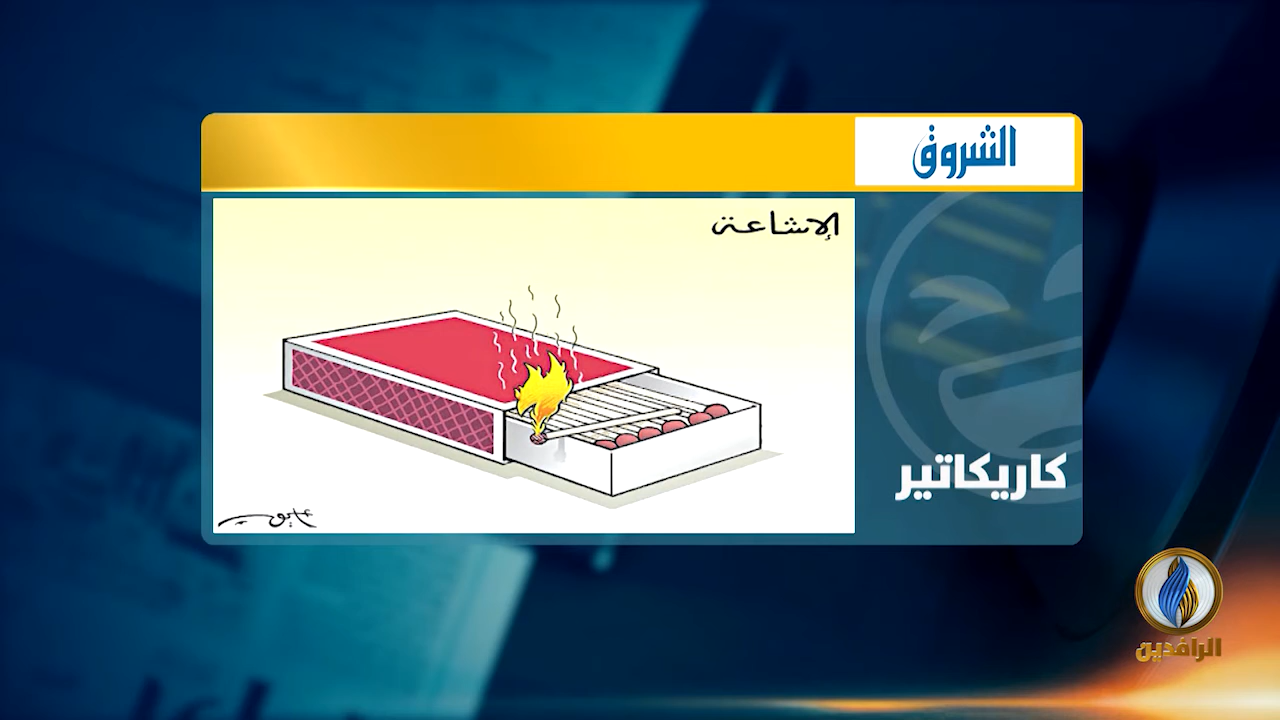 الشروق
الإشاعة
كاريكاتير
الرافدين